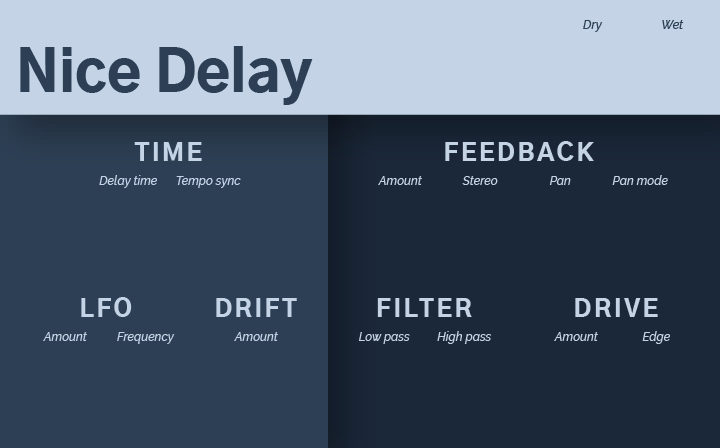 Dry Wet
Nice Delay
TIME FEEDBACK
Delay time Tempo sync Amount Stereo Pan Pan mode
LFO DRIFT FILTER DRIVE
Amount Frequency Amount Low pass High pass Amount Edge